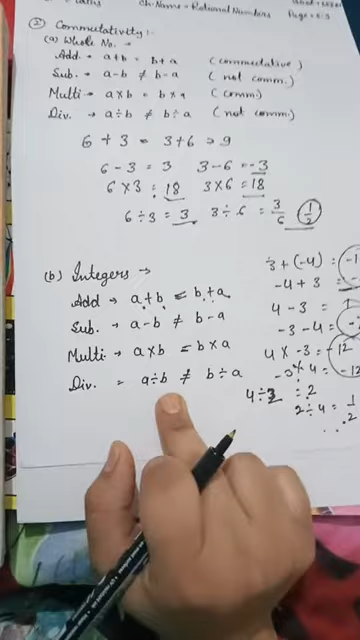 Ch. Name = Rational Numbers
② Commutativity :-
(a) Whole No. →
Add. → a+b = b+a (commutative)
Sub. → a-b ≠ b-a (not comm.)
Multi → a×b = b×a (comm.)
Div. → a÷b ≠ b÷a (not comm.)
6 + 3 = 3+6 ⇒ 9
6 - 3 = 3 3-6 = -3
6 × 3 = 18 3×6 = 18
6 ÷ 3 = 3 3 ÷ 6 = 3/6 1/2
(b) Integers →
Add → a+b = b+a
Sub. → a-b ≠ b-a
Multi → a×b = b×a
Div. = a÷b ≠ b÷a
3+(-4) = -1
-4+3 =
4-3 = 1
-3-4 =
4 × -3 = -12
-3×4 = -12
4÷2 = 2
2÷4 = 1/2